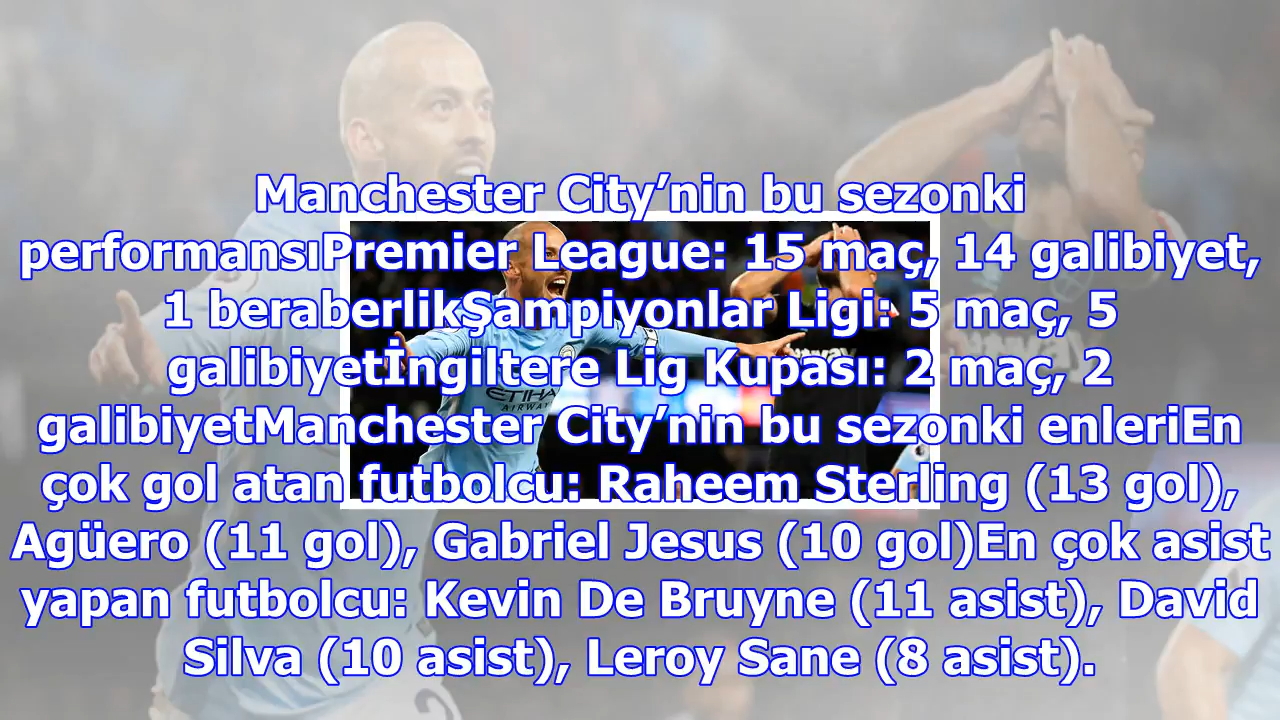 Manchester City’nin bu sezonki
performansıPremier League: 15 maç, 14 galibiyet,
1 beraberlikŞampiyonlar Ligi: 5 maç, 5
galibiyetİngiltere Lig Kupası: 2 maç, 2
galibiyetManchester City’nin bu sezonki enleriEn
çok gol atan futbolcu: Raheem Sterling (13 gol),
Agüero (11 gol), Gabriel Jesus (10 gol)En çok asist
yapan futbolcu: Kevin De Bruyne (11 asist), David
Silva (10 asist), Leroy Sane (8 asist).
ETIHAD
AIRWAYS